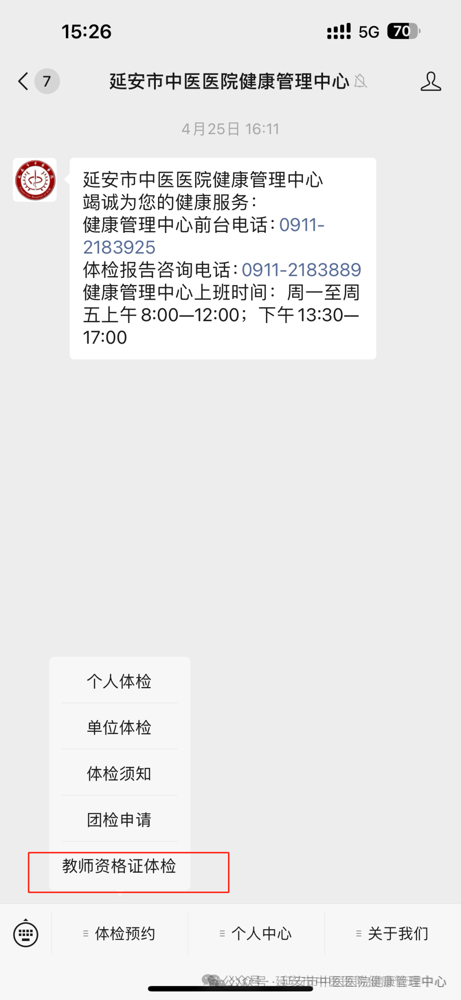 15:26
5G
70
7
延安市中医医院健康管理中心
4月25日 16:11
延安市中医医院健康管理中心
竭诚为您的健康服务：
健康管理中心前台电话：0911-
2183925
体检报告咨询电话：0911-2183889
健康管理中心上班时间：周一至周
五上午8:00—12:00；下午13:30—
17:00
个人体检
单位体检
体检须知
团检申请
教师资格证体检
体检预约
个人中心
关于我们
公众号·延安市中医医院健康管理中心